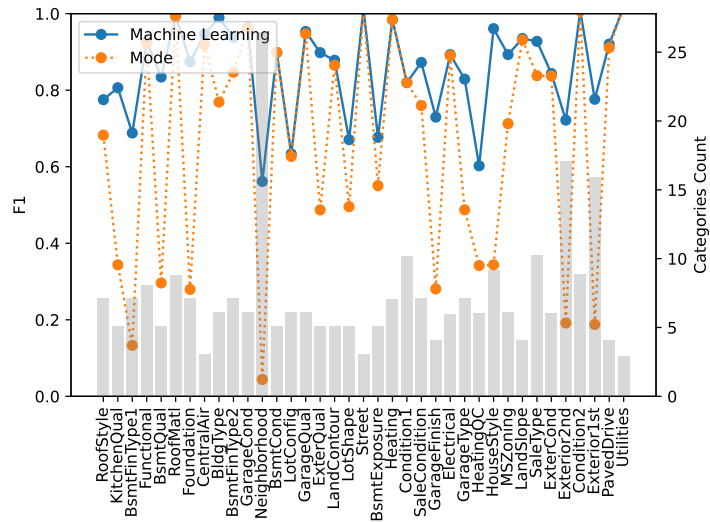 Machine Learning
Mode
1.0
0.8
0.6
0.4
0.2
0.0
F1
25
20
15
10
5
0
Categories Count
RoofStyle
KitchenQual
BsmtFinType1
Functional
BsmtQual
RoofMatl
Foundation
CentralAir
BldgType
BsmtFinType2
GarageCond
Neighborhood
BsmtCond
LotConfig
GarageQual
ExterQual
LandContour
LotShape
Street
BsmtExposure
Heating
Condition1
SaleCondition
GarageFinish
Electrical
GarageType
HeatingQC
HouseStyle
MSZoning
LandSlope
SaleType
ExterCond
Exterior2nd
Condition2
Exterior1st
PavedDrive
Utilities